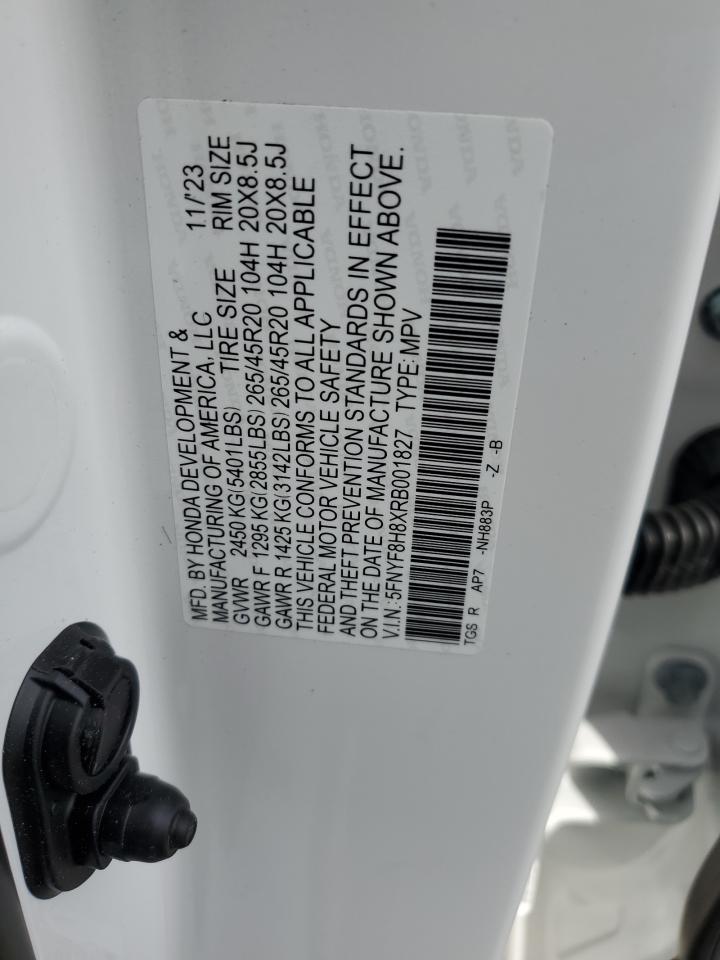 MFD. BY HONDA DEVELOPMENT &
MANUFACTURING OF AMERICA, LLC 11/'23
GVWR 2450 KG(5401LBS) TIRE SIZE RIM SIZE
GAWR F 1295 KG(2855LBS) 265/45R20 104H 20X8.5J
GAWR R 1425 KG(3142LBS) 265/45R20 104H 20X8.5J
THIS VEHICLE CONFORMS TO ALL APPLICABLE
FEDERAL MOTOR VEHICLE SAFETY
AND THEFT PREVENTION STANDARDS IN EFFECT
ON THE DATE OF MANUFACTURE SHOWN ABOVE.
V.I.N.: 5FNYF8H8XRB001827 TYPE: MPV
TGS R AP7 -NH883P -Z -B